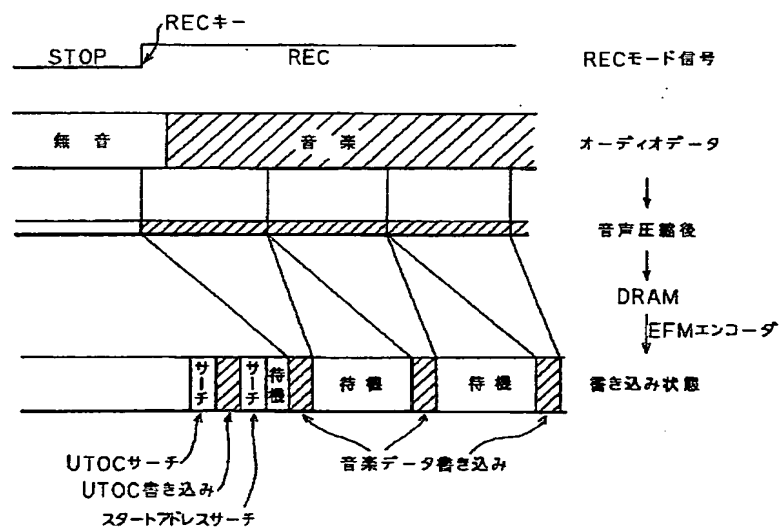 RECキー
STOP
REC
RECモード信号
無音
音楽
オーディオデータ
音声圧縮後
DRAM
EFMエンコーダ
サーチ
サーチ
待機
待機
待機
書き込み状態
UTOCサーチ
UTOC書き込み
スタートアドレスサーチ
音楽データ書き込み